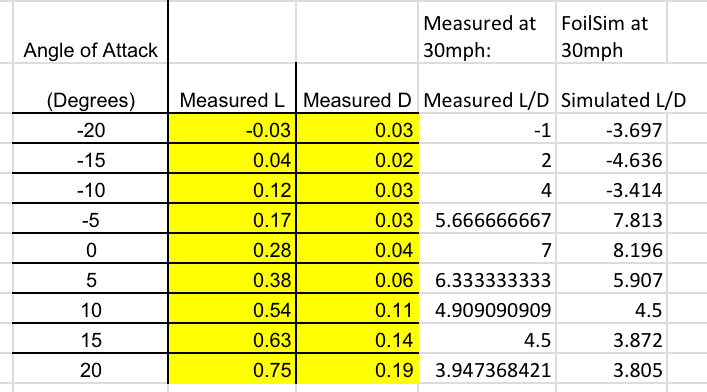 Measured at 30mph: FoilSim at 30mph
Angle of Attack
(Degrees) Measured L Measured D Measured L/D Simulated L/D
-20 -0.03 0.03 -1 -3.697
-15 0.04 0.02 2 -4.636
-10 0.12 0.03 4 -3.414
-5 0.17 0.03 5.666666667 7.813
0 0.28 0.04 7 8.196
5 0.38 0.06 6.333333333 5.907
10 0.54 0.11 4.909090909 4.5
15 0.63 0.14 4.5 3.872
20 0.75 0.19 3.947368421 3.805